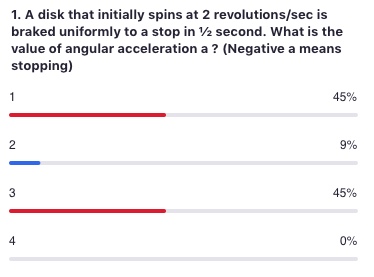 1. A disk that initially spins at 2 revolutions/sec is
braked uniformly to a stop in ½ second. What is the
value of angular acceleration a ? (Negative a means
stopping)
1 45%
2 9%
3 45%
4 0%